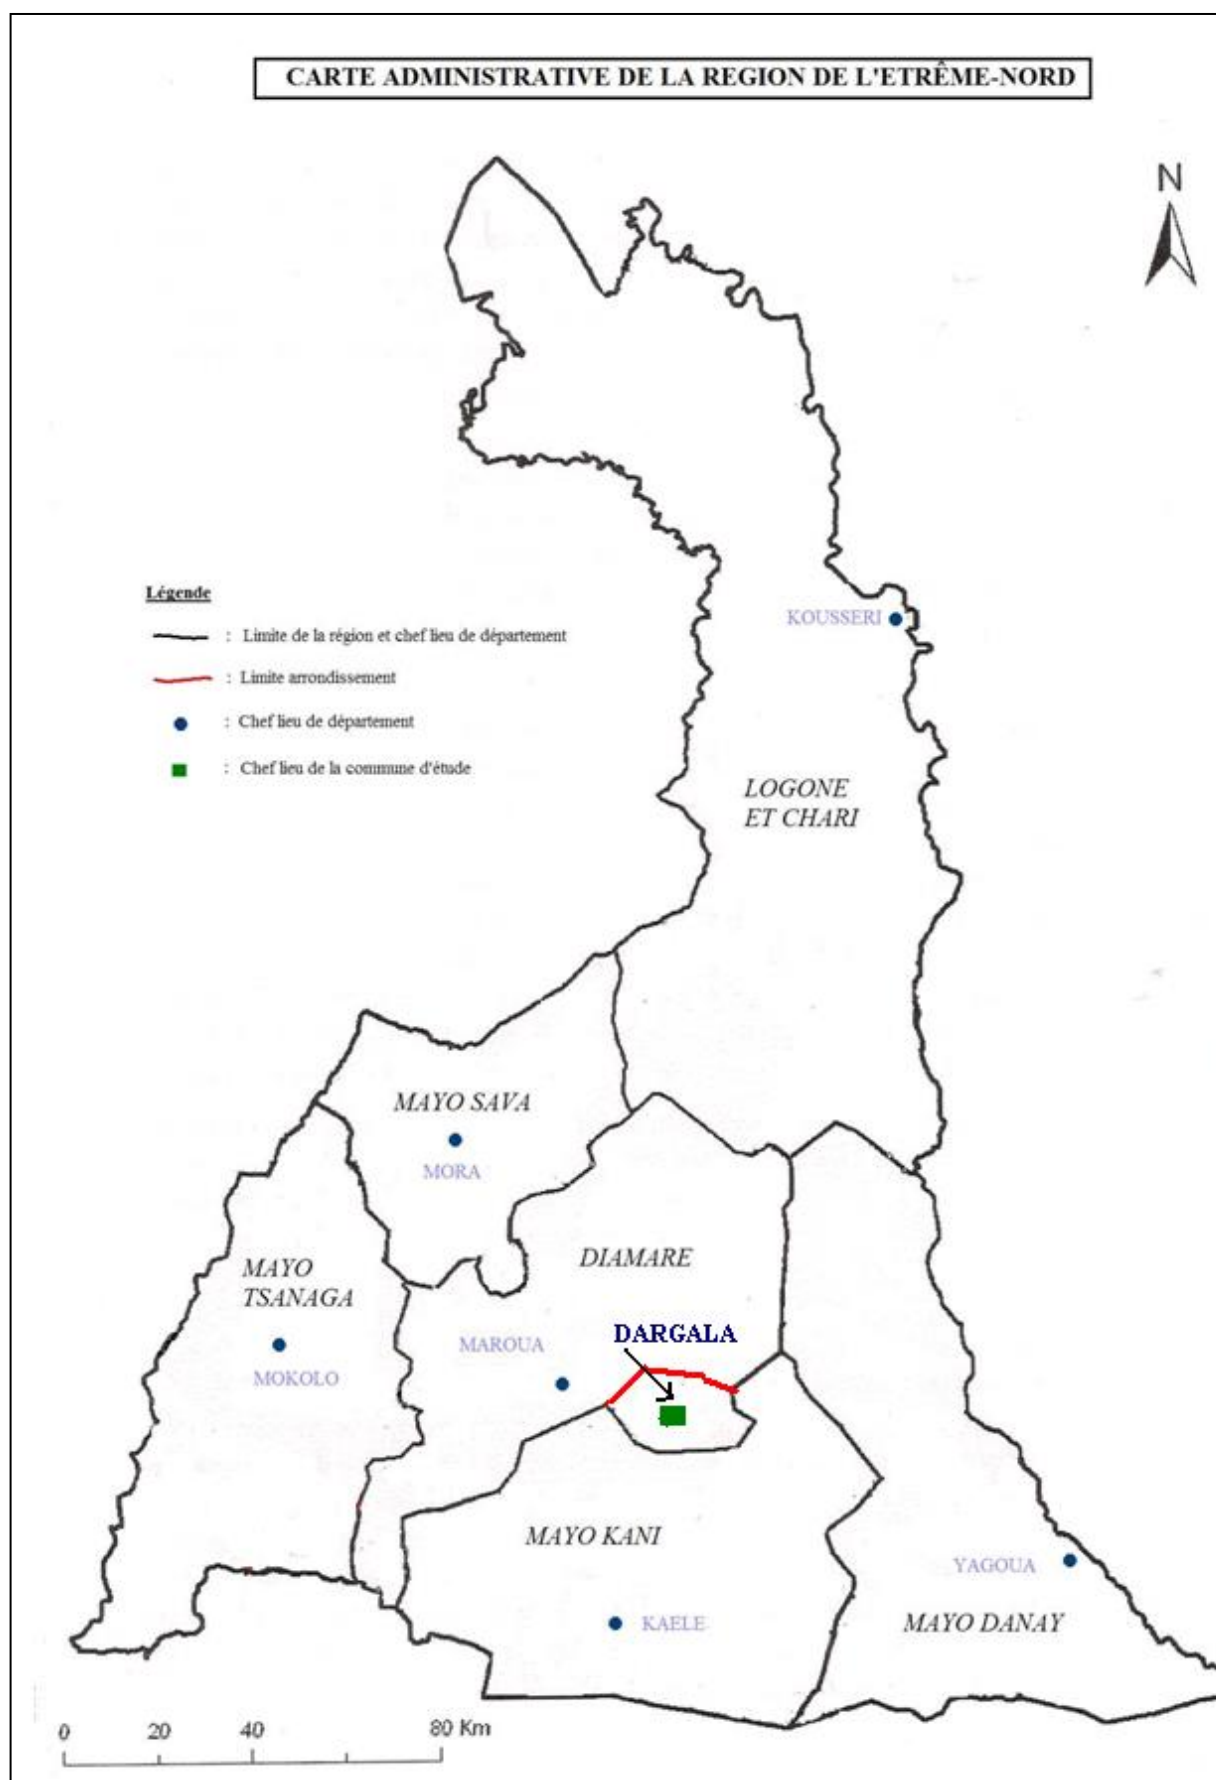 CARTE ADMINISTRATIVE DE LA REGION DE L'ETRÊME-NORD
N
Légende
: Limite de la région et chef lieu de département
: Limite arrondissement
: Chef lieu de département
: Chef lieu de la commune d'étude
KOUSSERI
LOGONE
ET CHARI
MAYO SAVA
MORA
MAYO
TSANAGA
MOKOLO
DIAMARE
DARGALA
MAROUA
MAYO KANI
KAELE
YAGOUA
MAYO DANAY
0 20 40 80 Km